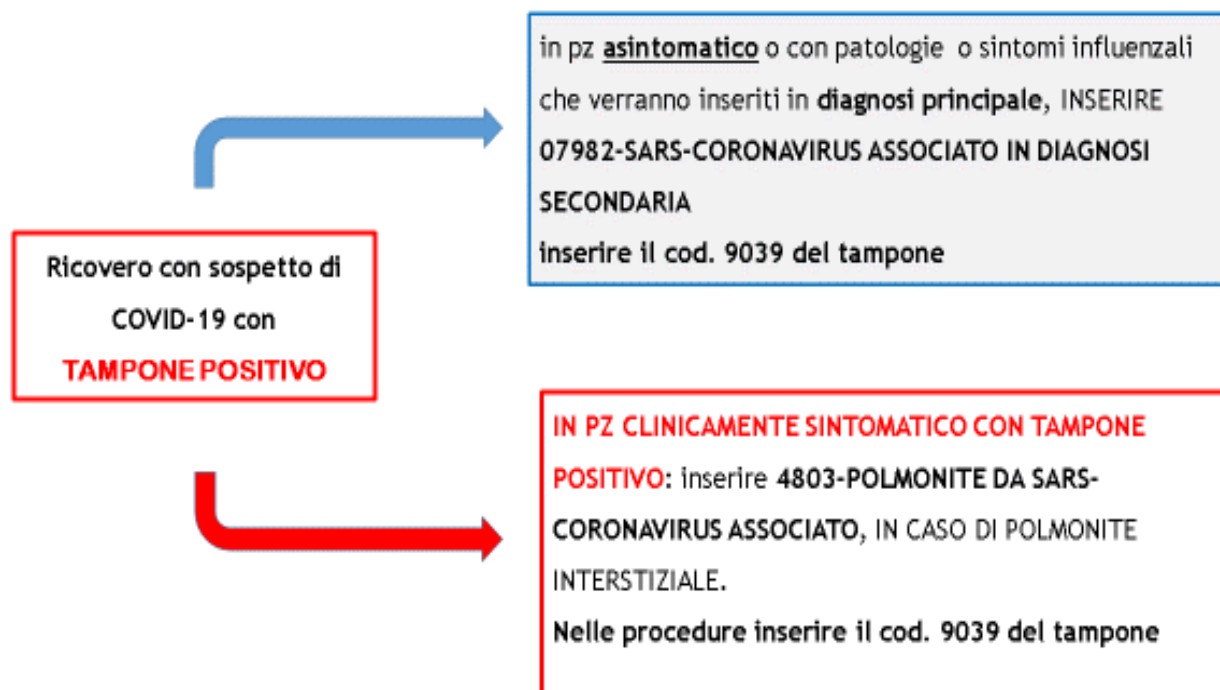 Ricovero con sospetto di
COVID-19 con
TAMPONE POSITIVO
in pz asintomatico o con patologie o sintomi influenzali
che verranno inseriti in diagnosi principale, INSERIRE
07982-SARS-CORONAVIRUS ASSOCIATO IN DIAGNOSI
SECONDARIA
inserire il cod. 9039 del tampone
IN PZ CLINICAMENTE SINTOMATICO CON TAMPONE
POSITIVO: inserire 4803-POLMONITE DA SARS-
CORONAVIRUS ASSOCIATO, IN CASO DI POLMONITE
INTERSTIZIALE.
Nelle procedure inserire il cod. 9039 del tampone